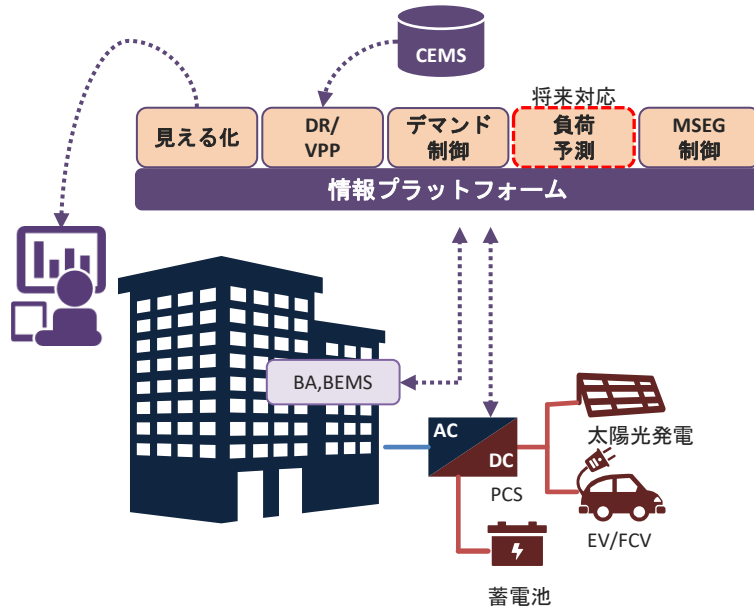 CEMS
将来対応
見える化
DR/
VPP
デマンド
制御
負荷
予測
MSEG
制御
情報プラットフォーム
BA,BEMS
AC
DC
PCS
太陽光発電
EV/FCV
蓄電池